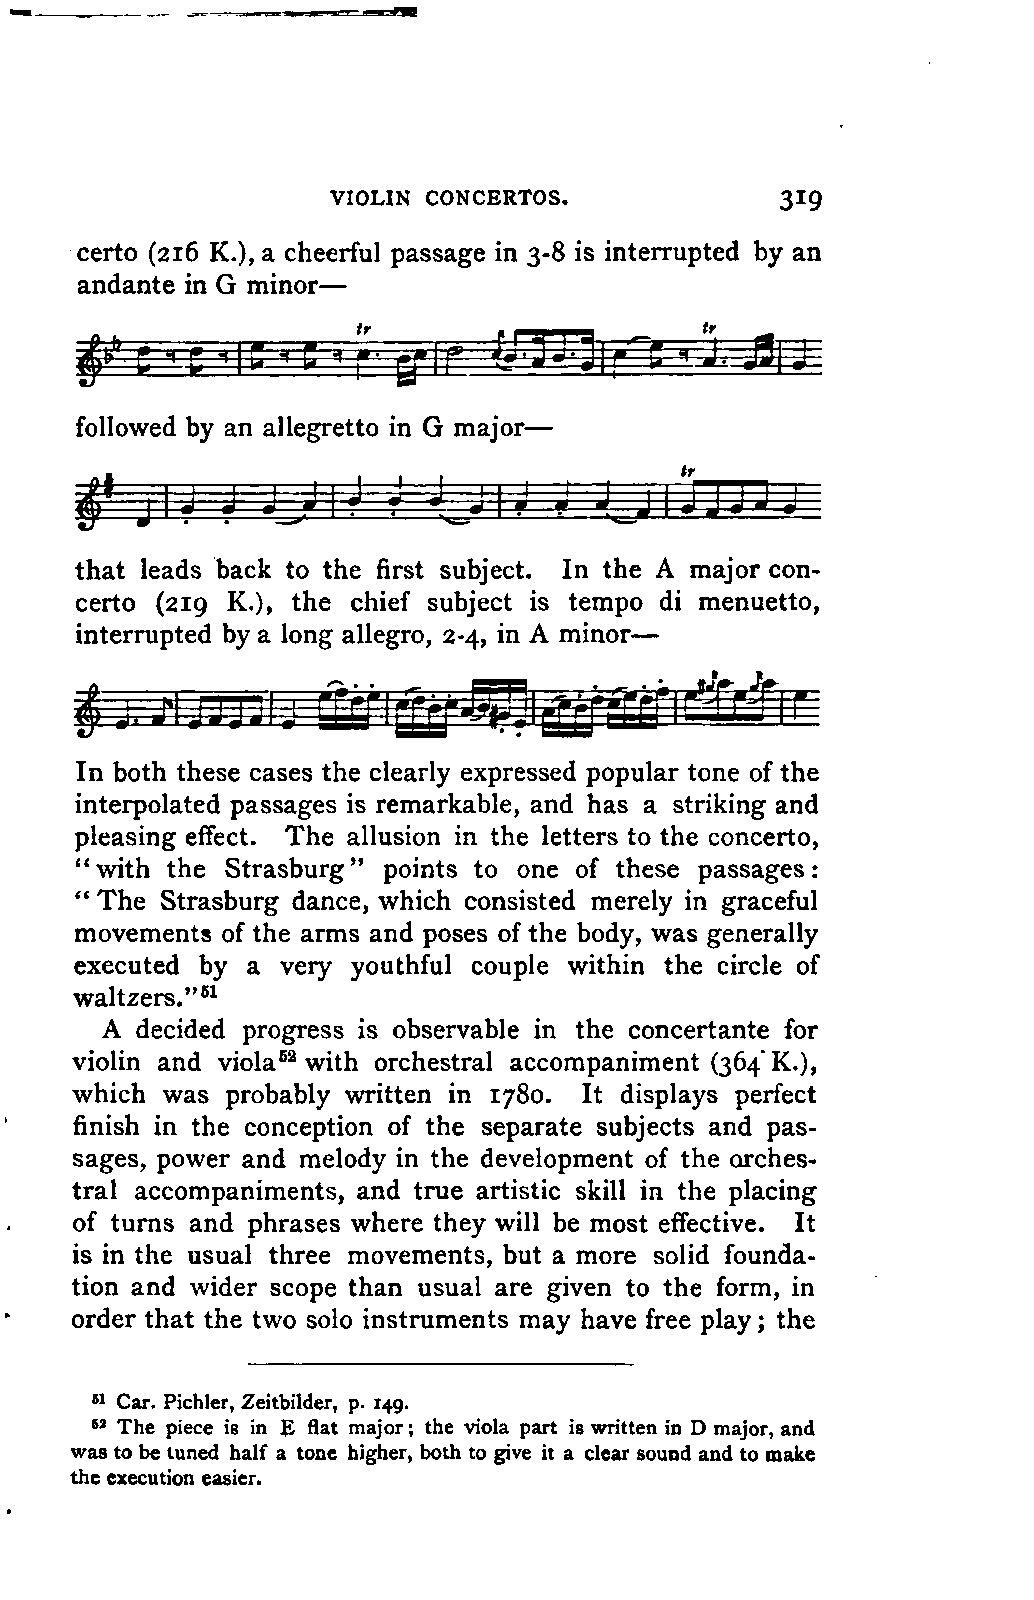 VIOLIN CONCERTOS. 319
certo (216 K.), a cheerful passage in 3-8 is interrupted by an
andante in G minor—
tr tr
followed by an allegretto in G major—
tr
that leads back to the first subject. In the A major con-
certo (219 K.), the chief subject is tempo di menuetto,
interrupted by a long allegro, 2-4, in A minor—
In both these cases the clearly expressed popular tone of the
interpolated passages is remarkable, and has a striking and
pleasing effect. The allusion in the letters to the concerto,
“with the Strasburg” points to one of these passages:
“The Strasburg dance, which consisted merely in graceful
movements of the arms and poses of the body, was generally
executed by a very youthful couple within the circle of
waltzers.”⁵¹
A decided progress is observable in the concertante for
violin and viola⁵² with orchestral accompaniment (364 K.),
which was probably written in 1780. It displays perfect
finish in the conception of the separate subjects and pas-
sages, power and melody in the development of the orches-
tral accompaniments, and true artistic skill in the placing
of turns and phrases where they will be most effective. It
is in the usual three movements, but a more solid founda-
tion and wider scope than usual are given to the form, in
order that the two solo instruments may have free play; the
⁵¹ Car. Pichler, Zeitbilder, p. 149.
⁵² The piece is in E flat major; the viola part is written in D major, and
was to be tuned half a tone higher, both to give it a clear sound and to make
the execution easier.